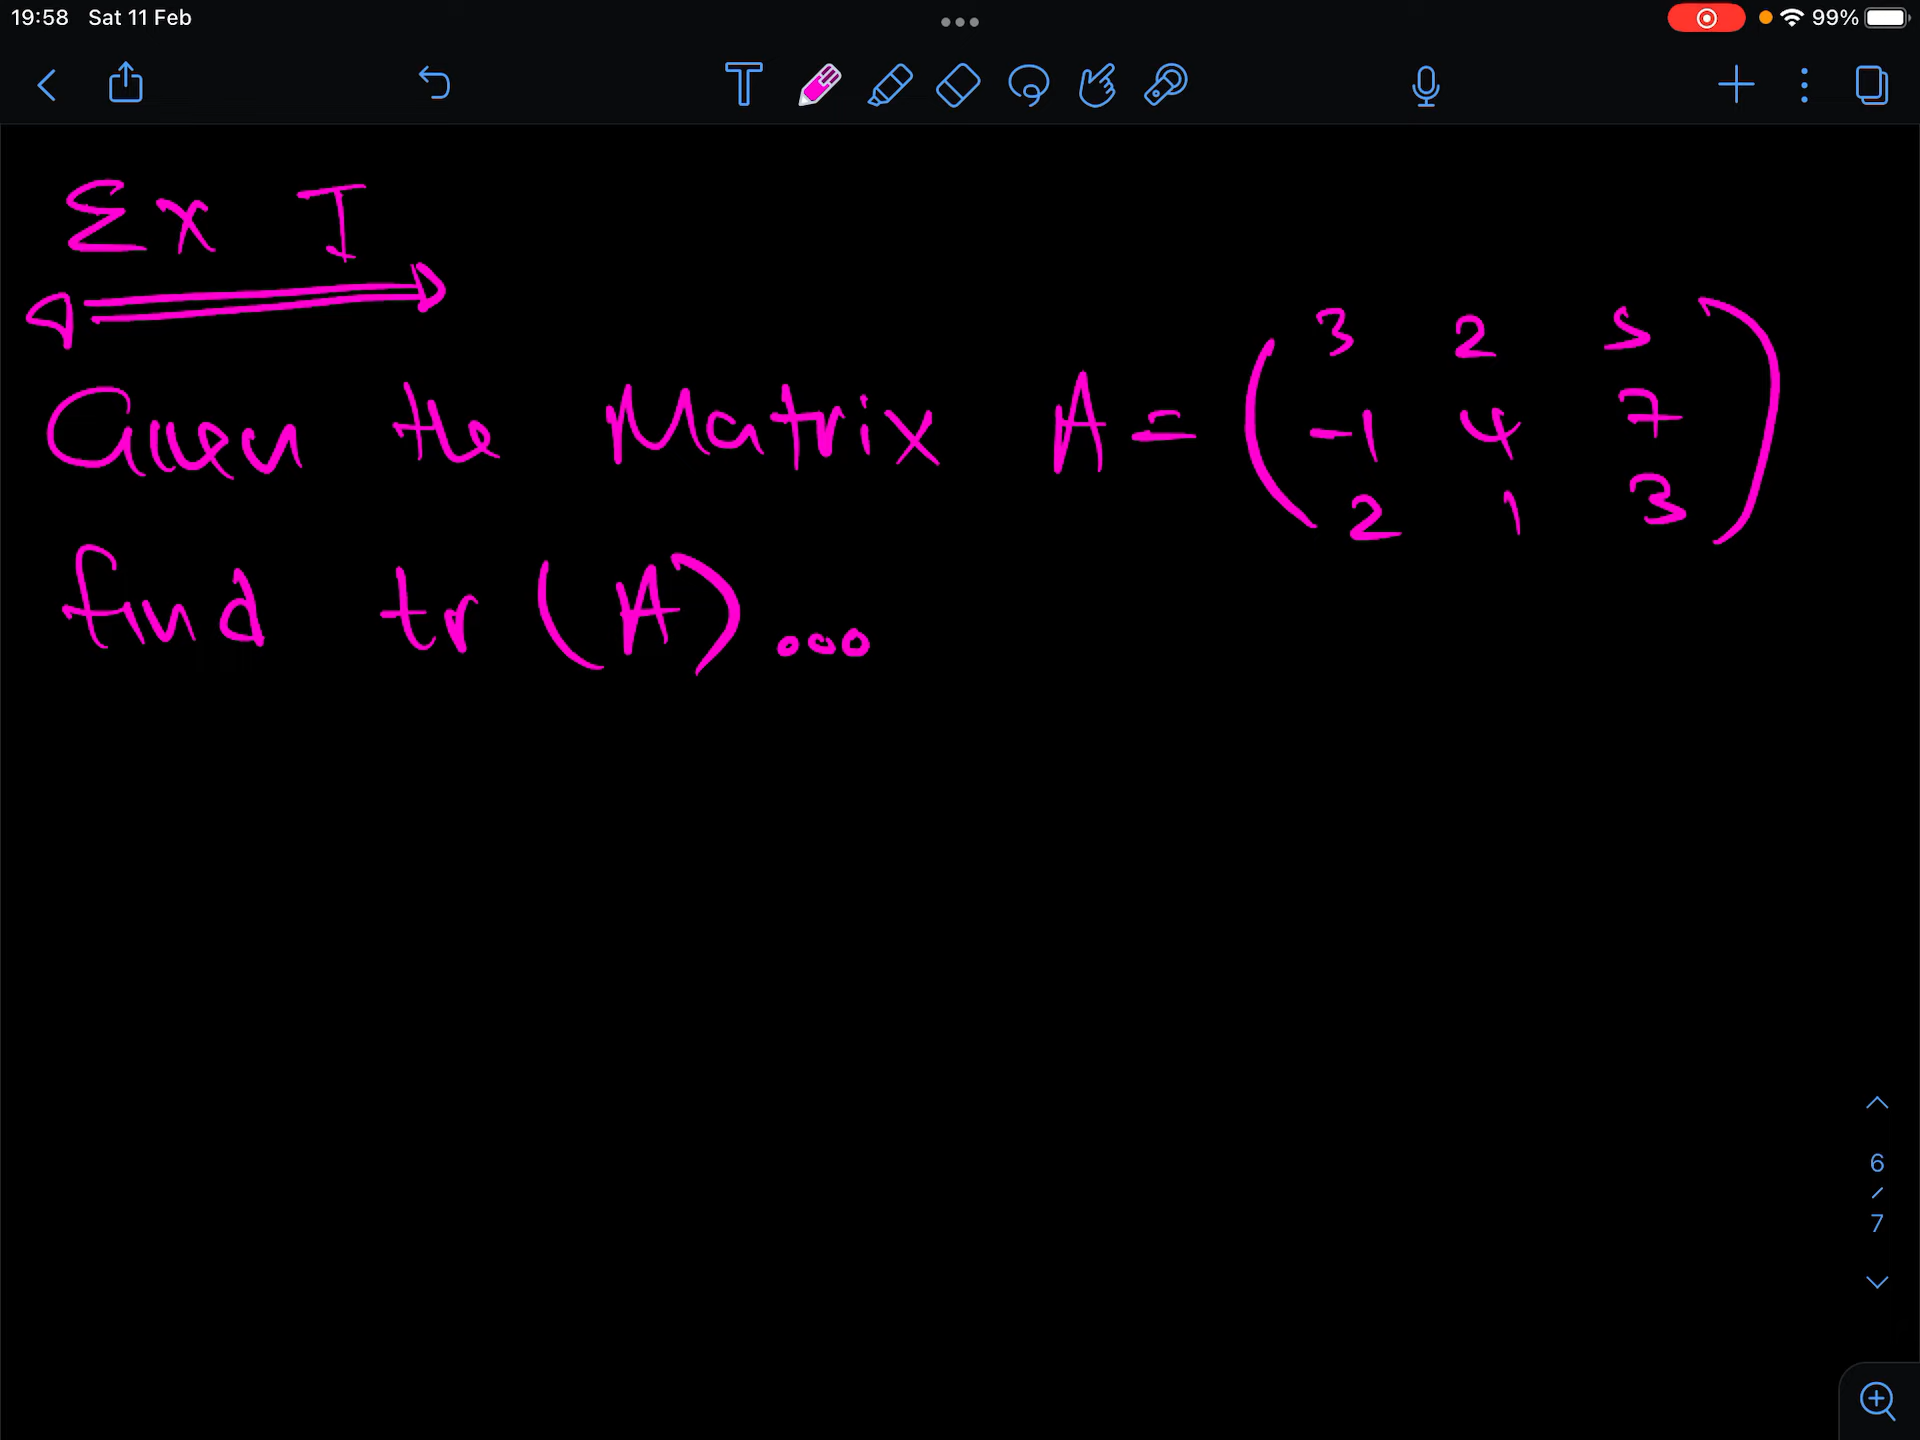 19:58 Sat 11 Feb
99%
Ex I
Given the Matrix A = (3 2 5
-1 4 7
2 1 3)
find tr(A)...
6
/
7